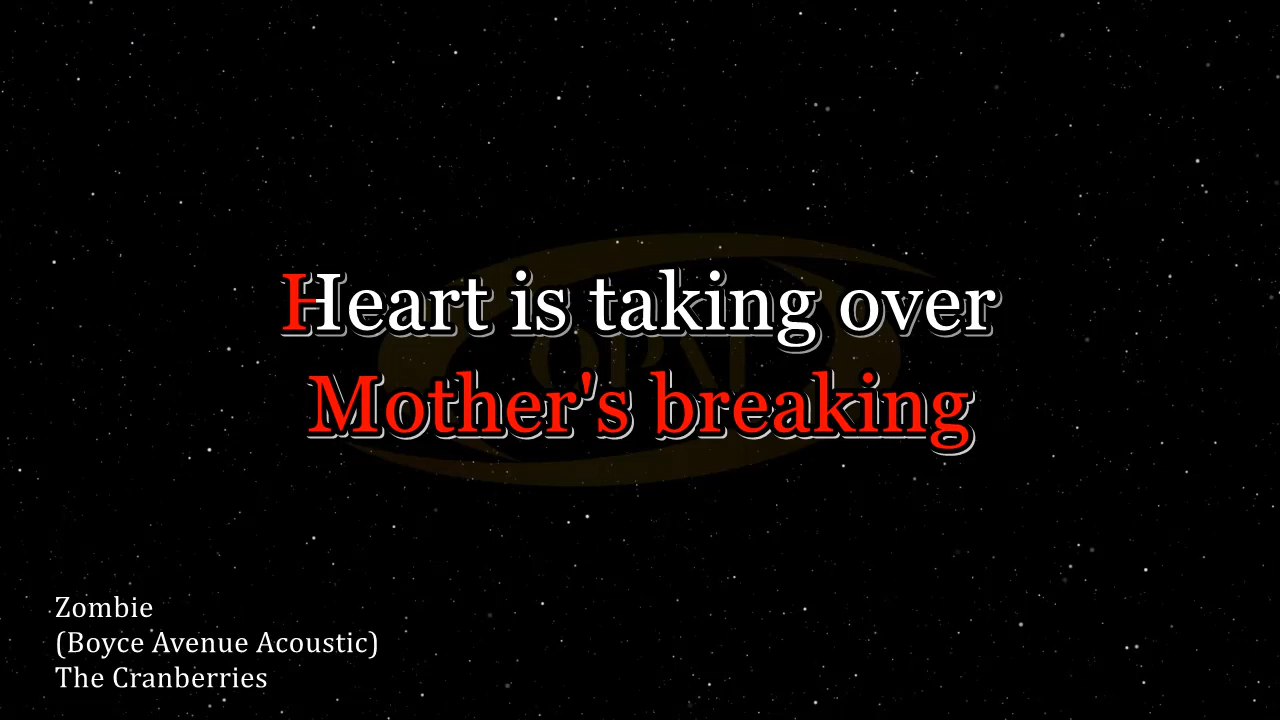 Heart is taking over
Mother's breaking
Zombie
(Boyce Avenue Acoustic)
The Cranberries